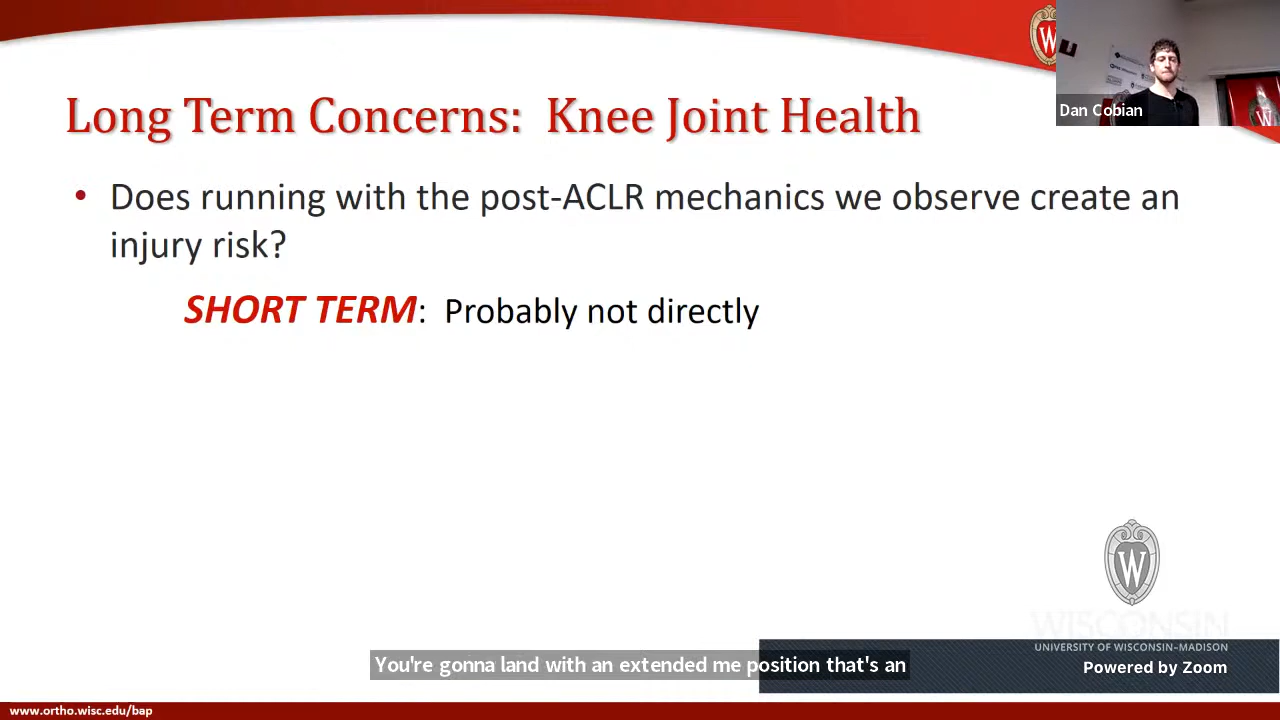 W
Dan Cobian
Long Term Concerns: Knee Joint Health
• Does running with the post-ACLR mechanics we observe create an
injury risk?
SHORT TERM: Probably not directly
W
WISCONSIN
UNIVERSITY OF WISCONSIN–MADISON
You're gonna land with an extended me position that's an
Powered by Zoom
www.ortho.wisc.edu/bap